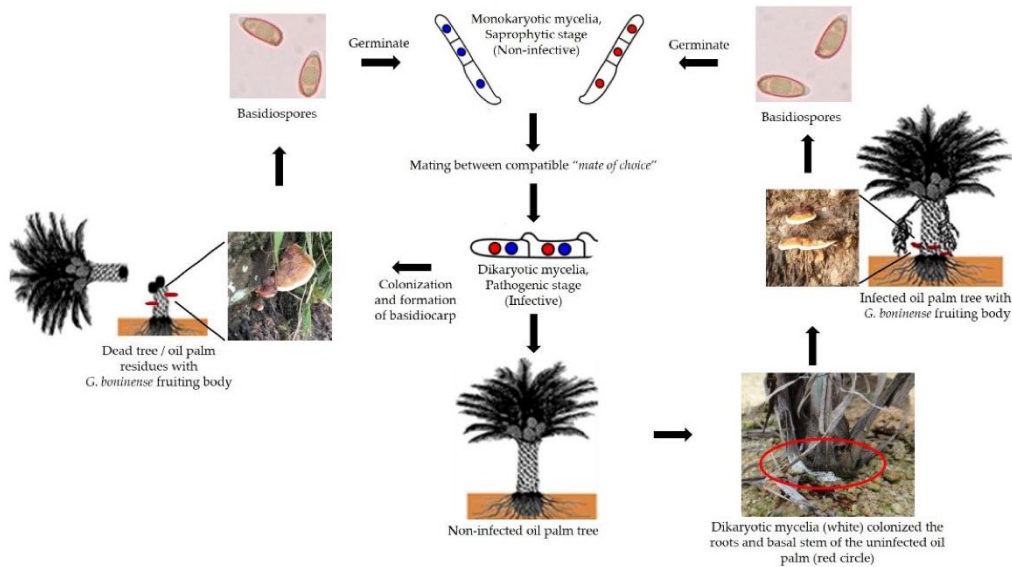 Monokaryotic mycelia,
Saprophytic stage
(Non-infective)
Germinate
Germinate
Basidiospores
Basidiospores
Mating between compatible "mate of choice"
Dikaryotic mycelia,
Pathogenic stage
(Infective)
Colonization
and formation
of basidiocarp
Infected oil palm tree with
G. boninense fruiting body
Dead tree / oil palm
residues with
G. boninense fruiting body
Non-infected oil palm tree
Dikaryotic mycelia (white) colonized the
roots and basal stem of the uninfected oil
palm (red circle)